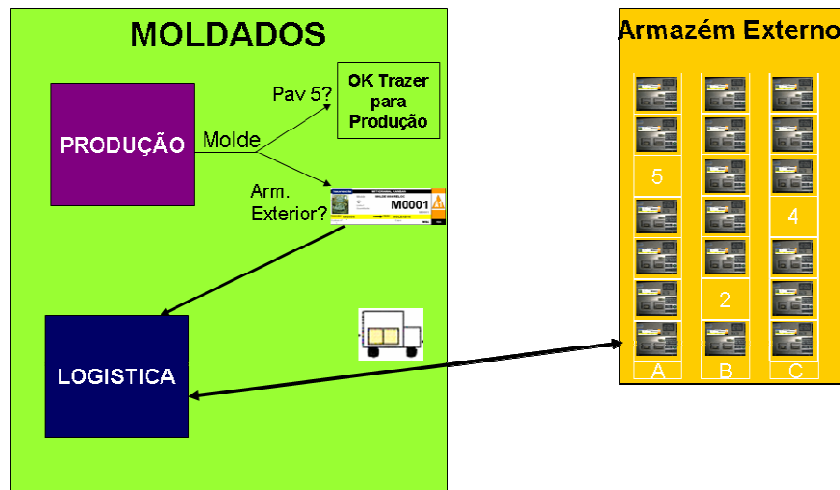 MOLDADOS
Armazém Externo
OK Trazer
para
Produção
Pav 5?
PRODUÇÃO
Molde
Arm.
Exterior?
M0001
5
4
2
LOGISTICA
A
B
C